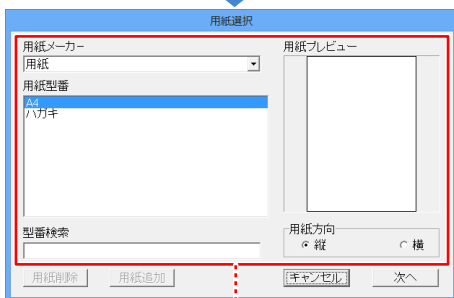 用紙選択
用紙メーカー
用紙
用紙型番
A4
ハガキ
型番検索
用紙プレビュー
用紙方向
縦
横
用紙削除
用紙追加
キャンセル
次へ